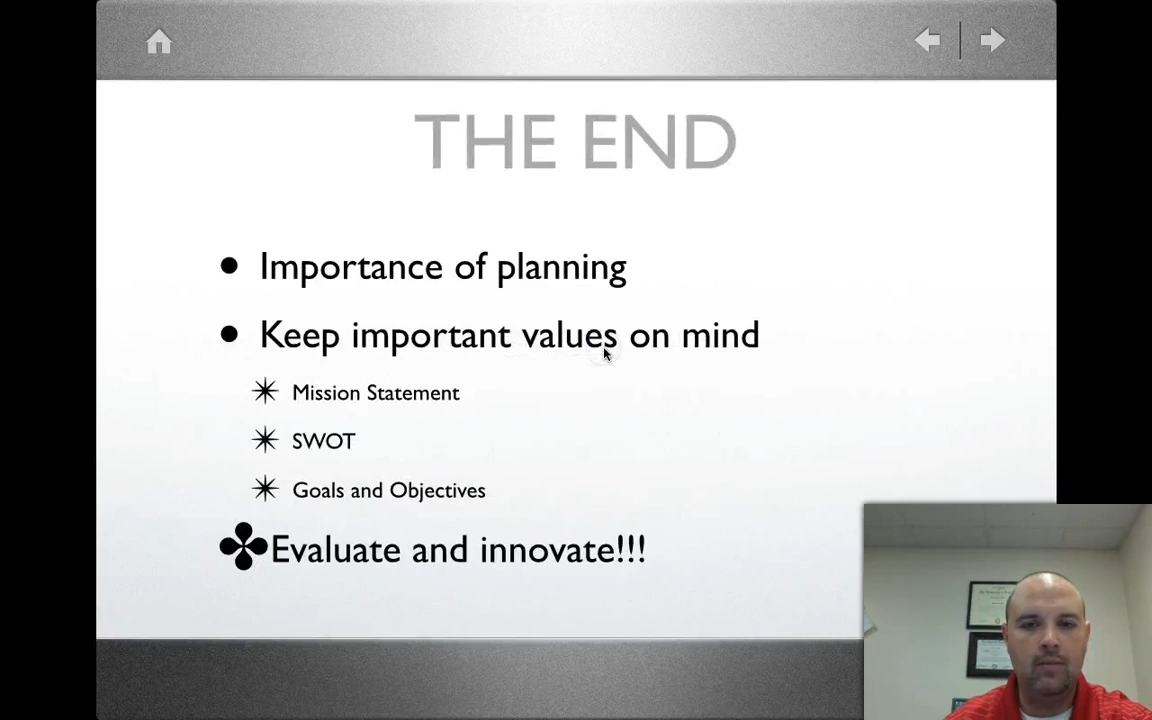 THE END
Importance of planning
Keep important values on mind
Mission Statement
SWOT
Goals and Objectives
Evaluate and innovate!!!